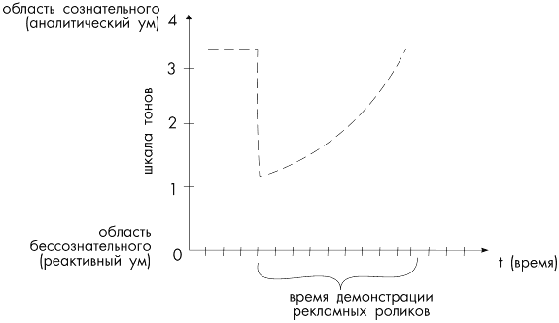 область сознательного
(аналитический ум)
4
3
2
1
0
шкала тонов
область
бессознательного
(реактивный ум)
t (время)
время демонстрации
рекламных роликов